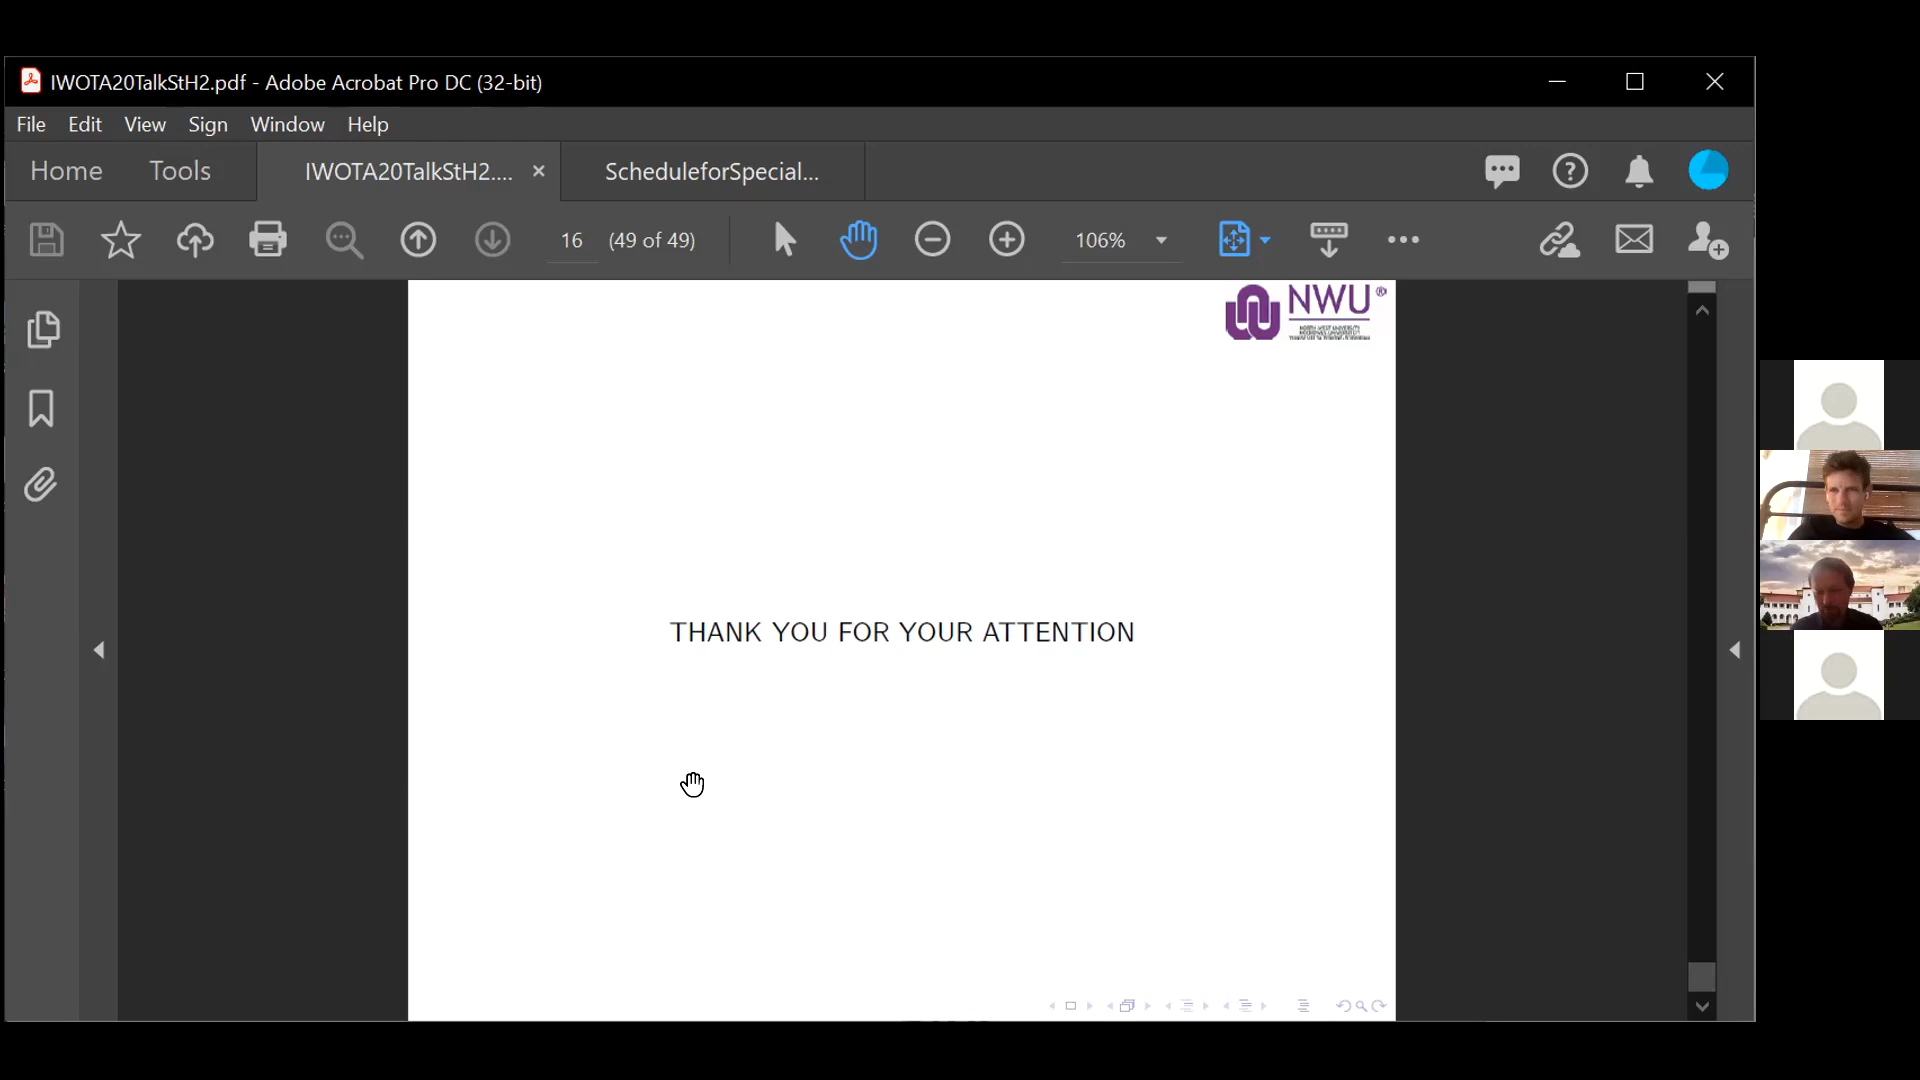 IWOTA20TalkStH2.pdf - Adobe Acrobat Pro DC (32-bit)
File Edit View Sign Window Help
Home Tools IWOTA20TalkStH2.... × ScheduleforSpecial...
16 (49 of 49) 106%
NWU ®
THANK YOU FOR YOUR ATTENTION